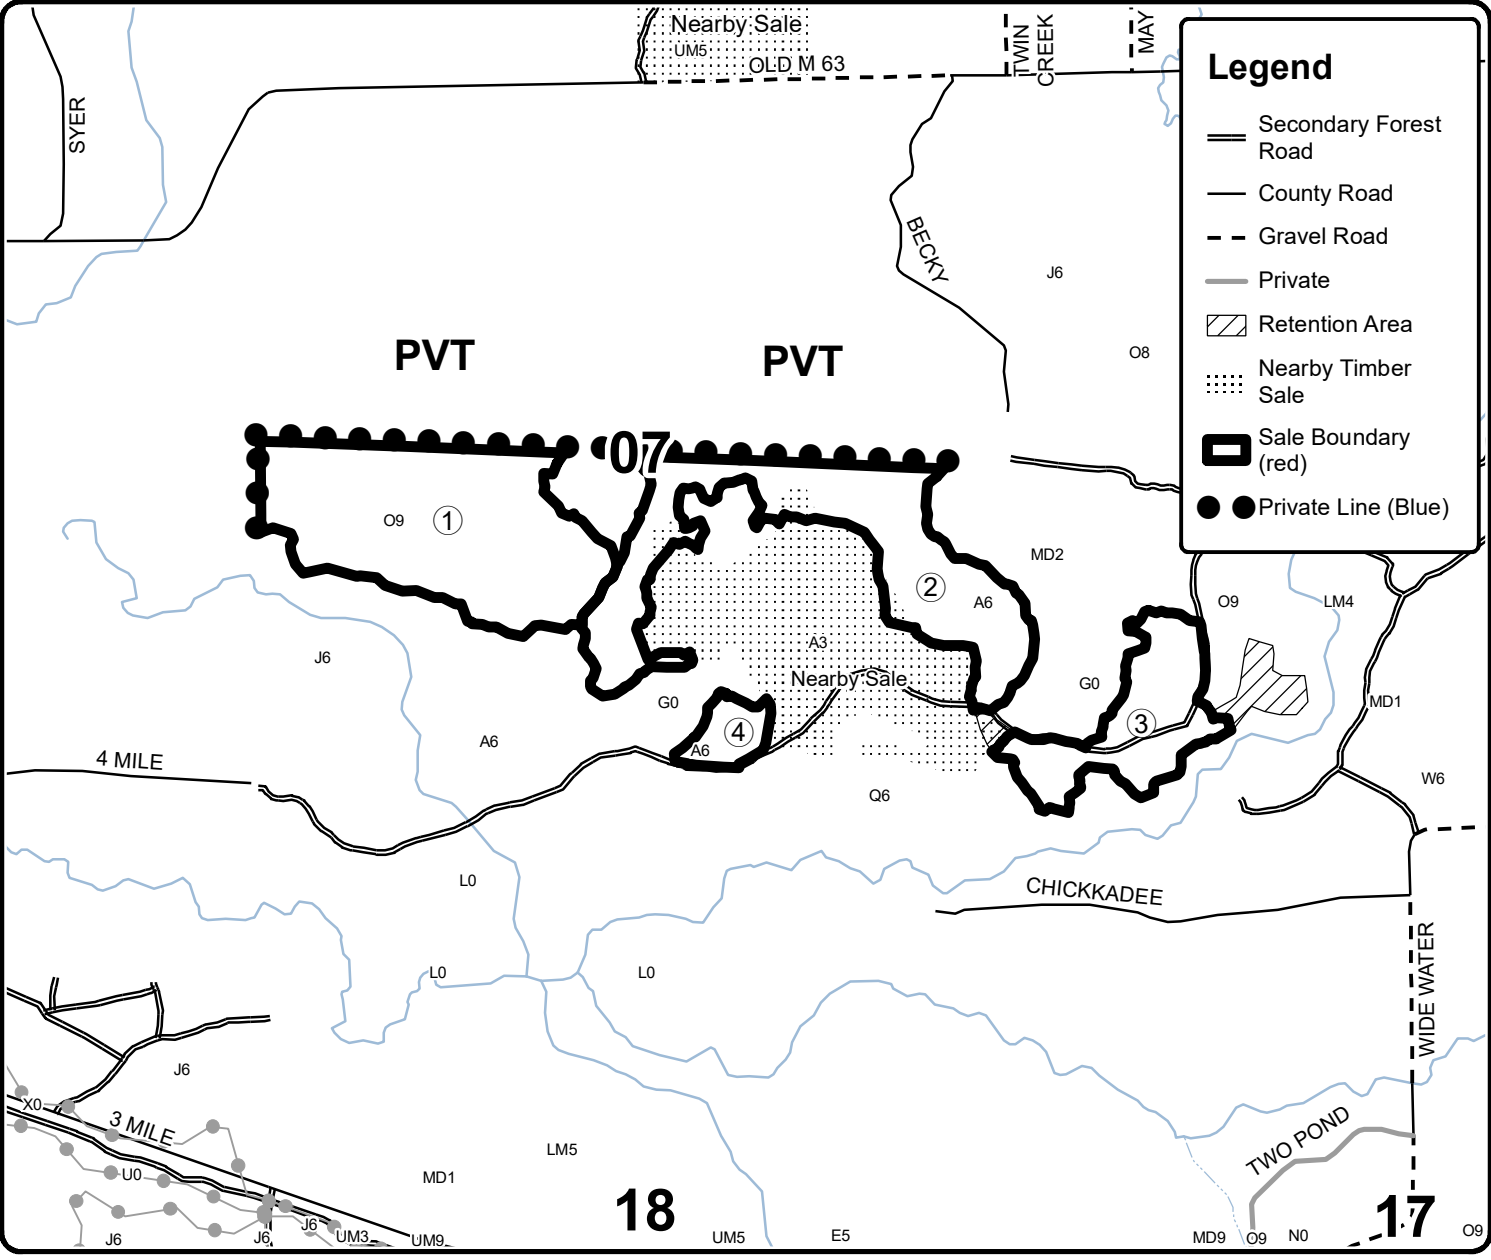 Nearby Sale
UM5
OLD M 63
TWIN
CREEK
MAY
SYER
BECKY
J6
O8
PVT
PVT
07
O9
1
MD2
2
A6
O9
LM4
A3
J6
Nearby Sale
G0
G0
MD1
3
4
A6
A6
4 MILE
W6
Q6
L0
CHICKKADEE
L0
L0
WIDE WATER
J6
X0
3 MILE
TWO POND
LM5
U0
MD1
18
17
J6
J6
J6
UM3
UM9
UM5
E5
MD9
O9
N0
O9
Legend
Secondary Forest
Road
County Road
Gravel Road
Private
Retention Area
Nearby Timber
Sale
Sale Boundary
(red)
Private Line (Blue)